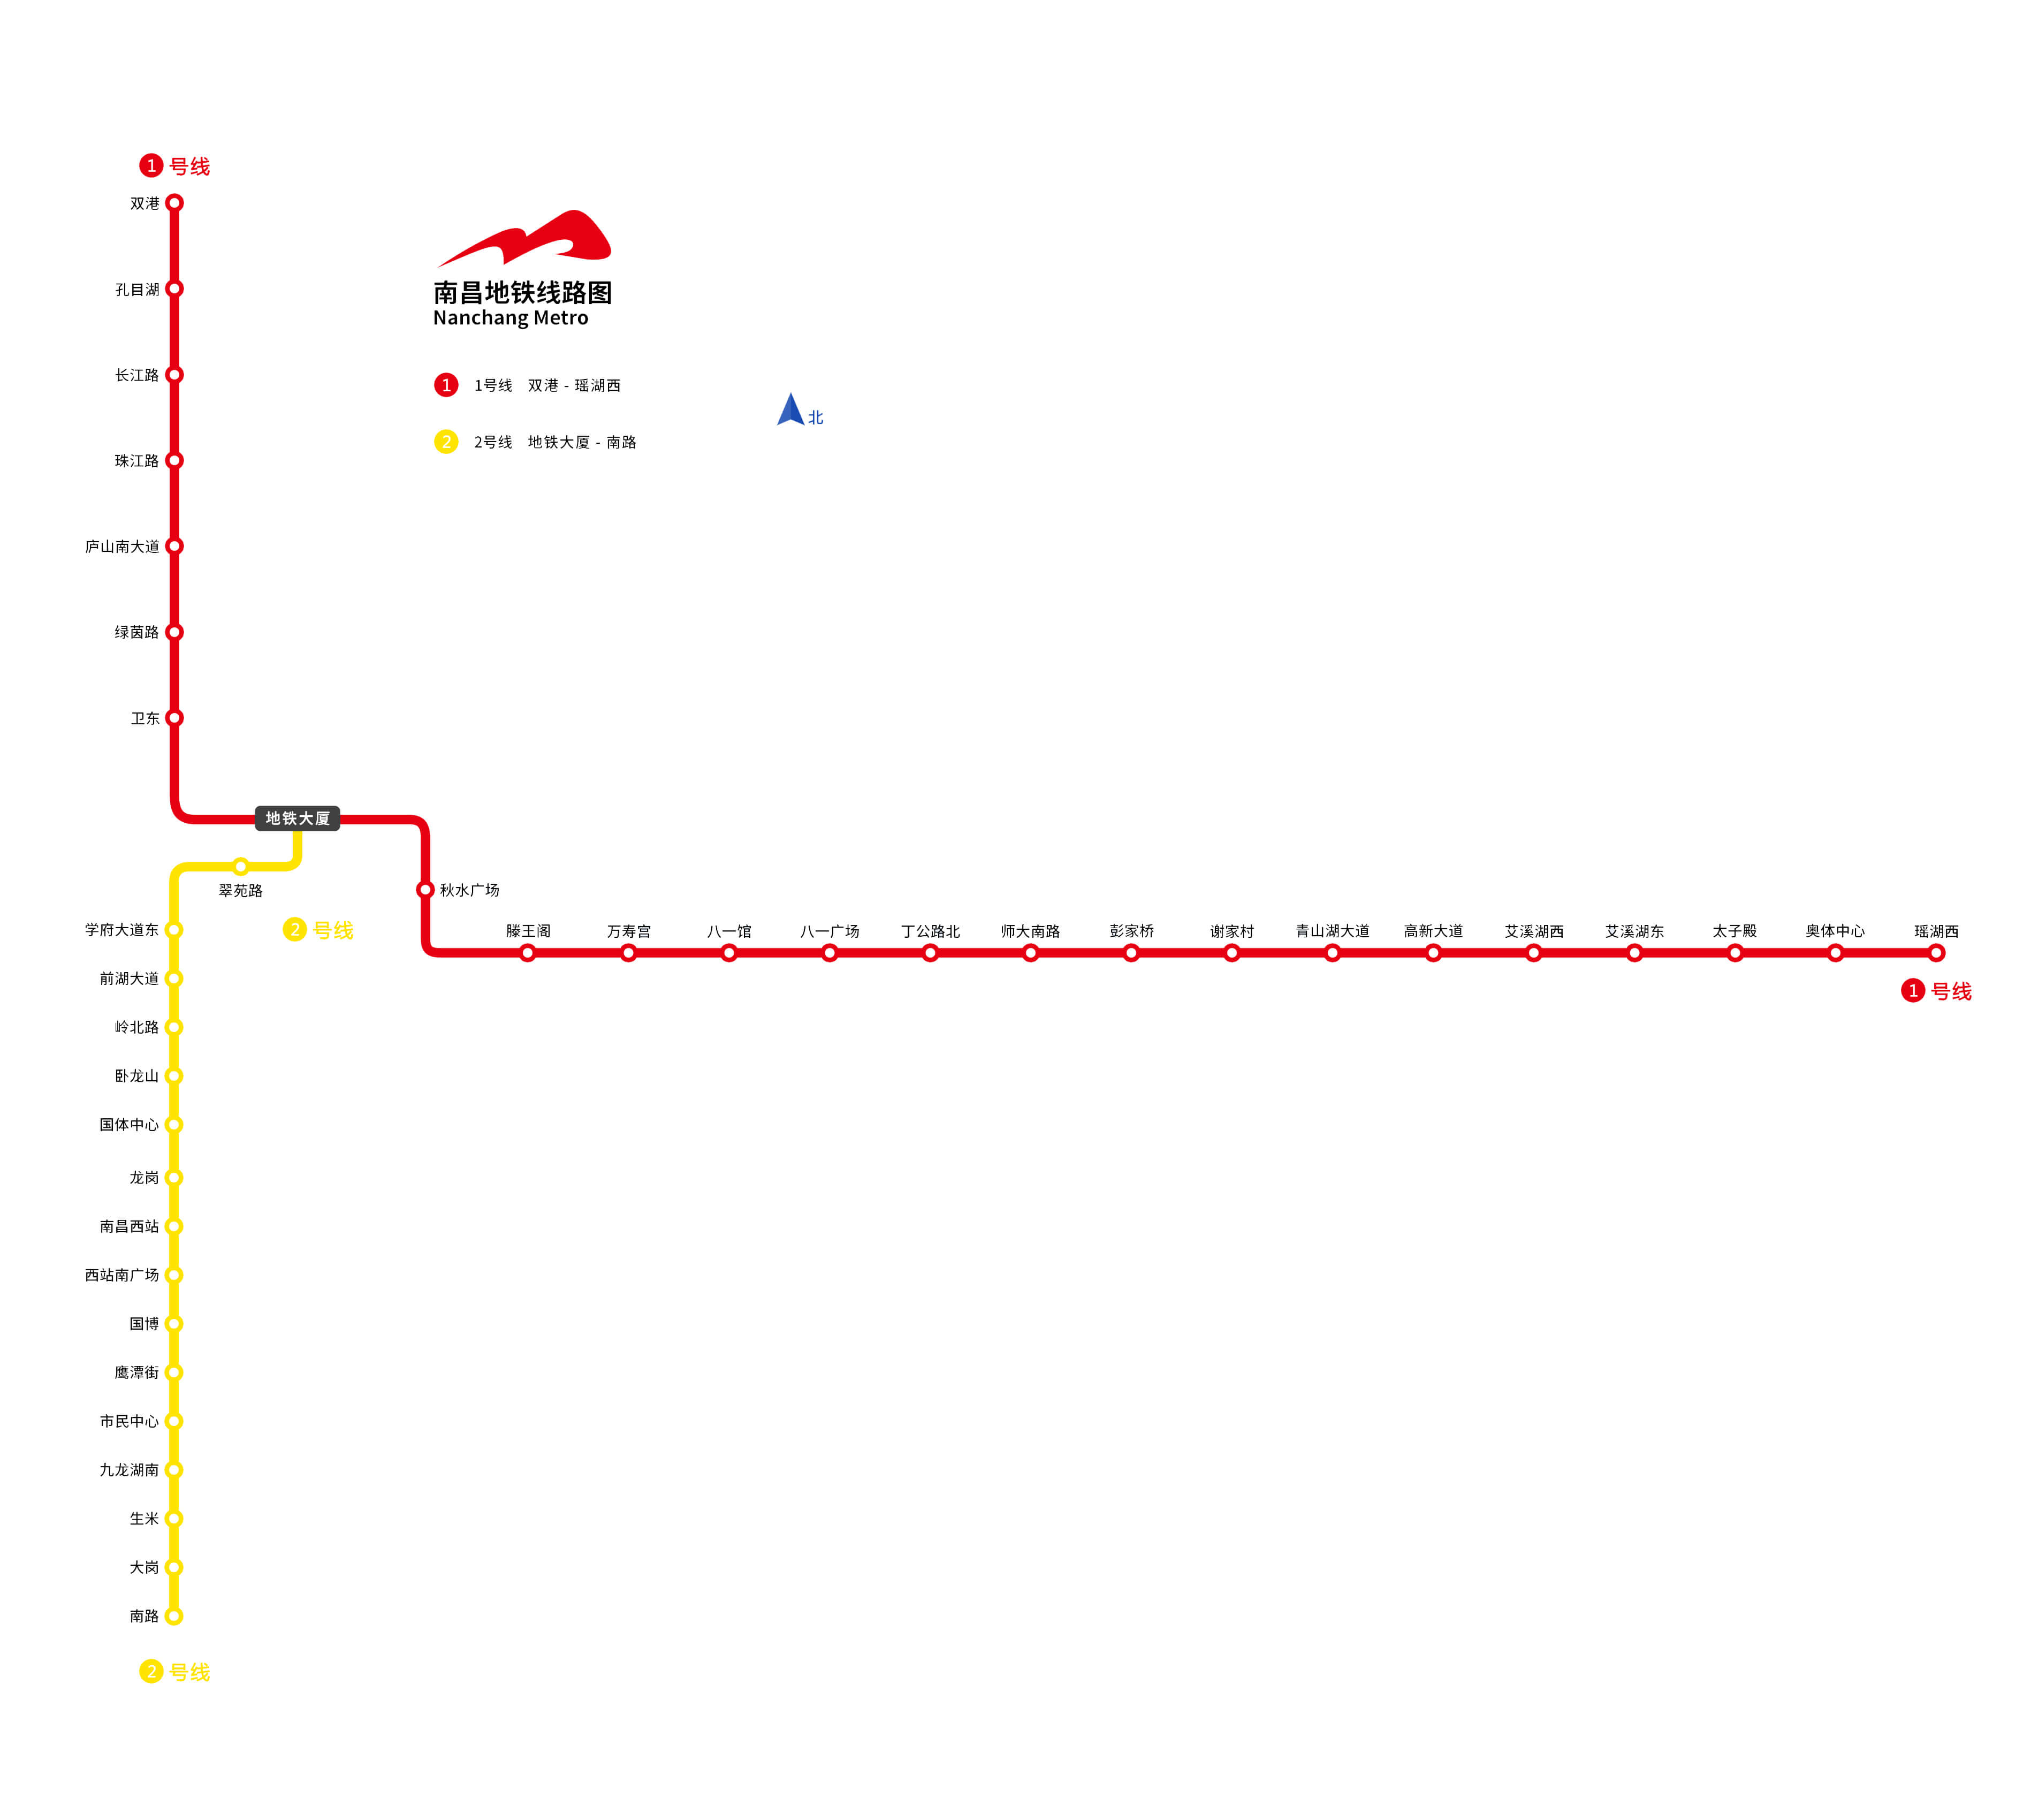 1 号线
双港
孔目湖
长江路
珠江路
庐山南大道
绿茵路
卫东
南昌地铁线路图
Nanchang Metro
1 1号线 双港 - 瑶湖西
2 2号线 地铁大厦 - 南路
北
地铁大厦
翠苑路
秋水广场
2 号线
滕王阁
万寿宫
八一馆
八一广场
丁公路北
师大南路
彭家桥
谢家村
青山湖大道
高新大道
艾溪湖西
艾溪湖东
太子殿
奥体中心
瑶湖西
1 号线
学府大道东
前湖大道
岭北路
卧龙山
国体中心
龙岗
南昌西站
西站南广场
国博
鹰潭街
市民中心
九龙湖南
生米
大岗
南路
2 号线